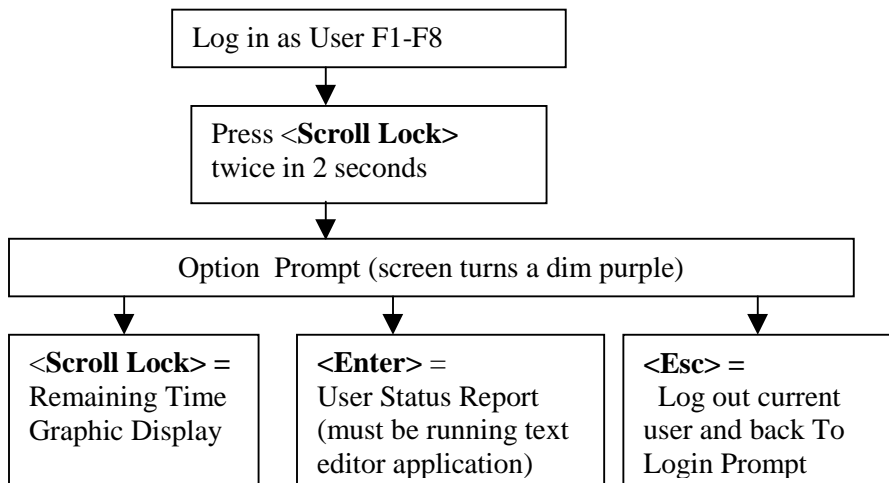 Log in as User F1-F8
Press <Scroll Lock>
twice in 2 seconds
Option Prompt (screen turns a dim purple)
<Scroll Lock> =
Remaining Time
Graphic Display
<Enter> =
User Status Report
(must be running text
editor application)
<Esc> =
Log out current
user and back To
Login Prompt